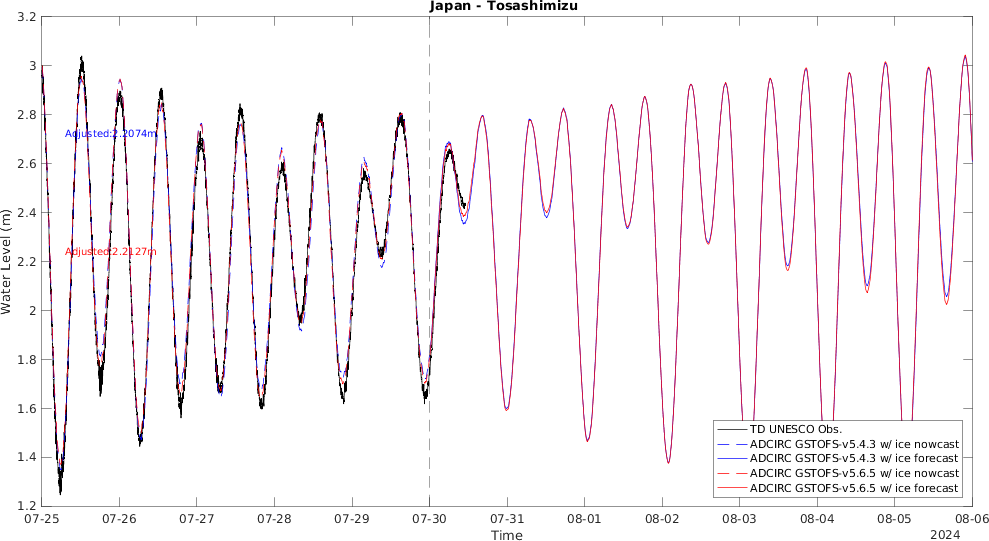 Japan - Tosashimizu
3.2
3
2.8
2.6
2.4
2.2
2
1.8
1.6
1.4
1.2
Water Level (m)
Adjusted:2.2074m
Adjusted:2.2127m
TD UNESCO Obs.
ADCIRC GSTOFS-v5.4.3 w/ ice nowcast
ADCIRC GSTOFS-v5.4.3 w/ ice forecast
ADCIRC GSTOFS-v5.6.5 w/ ice nowcast
ADCIRC GSTOFS-v5.6.5 w/ ice forecast
07-25 07-26 07-27 07-28 07-29 07-30 07-31 08-01 08-02 08-03 08-04 08-05 08-06
Time
2024